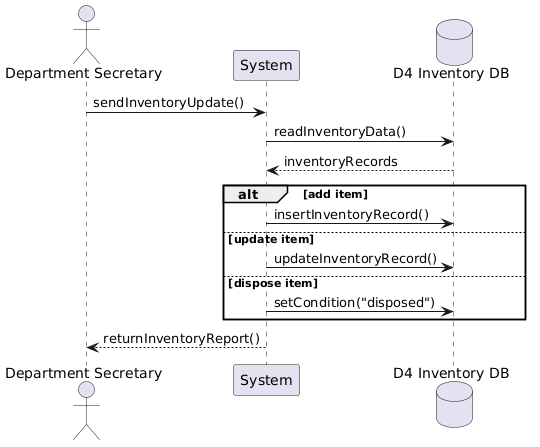 Department Secretary
System
D4 Inventory DB
sendInventoryUpdate()
readInventoryData()
inventoryRecords
alt [add item]
insertInventoryRecord()
[update item]
updateInventoryRecord()
[dispose item]
setCondition("disposed")
returnInventoryReport()
Department Secretary
System
D4 Inventory DB